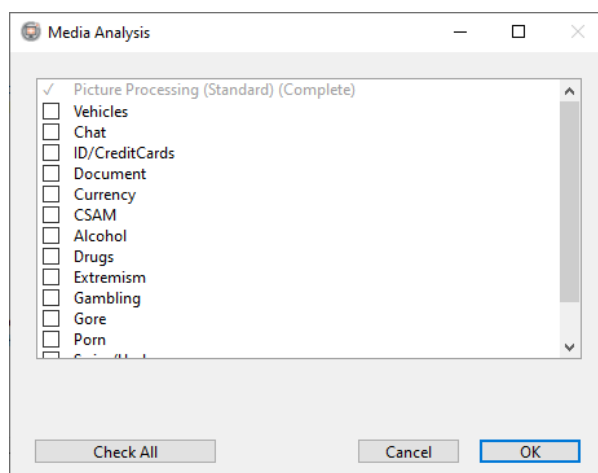 Media Analysis
Picture Processing (Standard) (Complete)
Vehicles
Chat
ID/CreditCards
Document
Currency
CSAM
Alcohol
Drugs
Extremism
Gambling
Gore
Porn
Check All
Cancel
OK